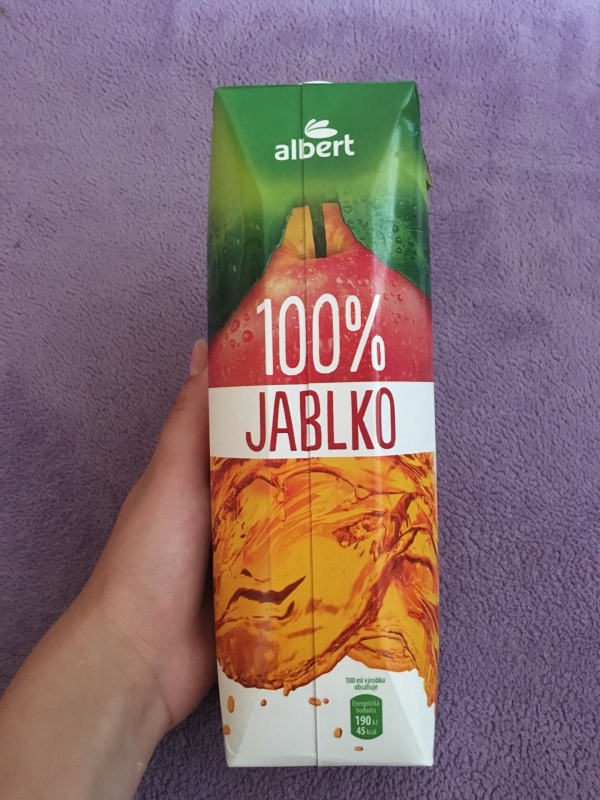 albert
100%
JABLKO
100 ml výrobku
obsahuje
Energetická
hodnota
190 kJ
45 kcal